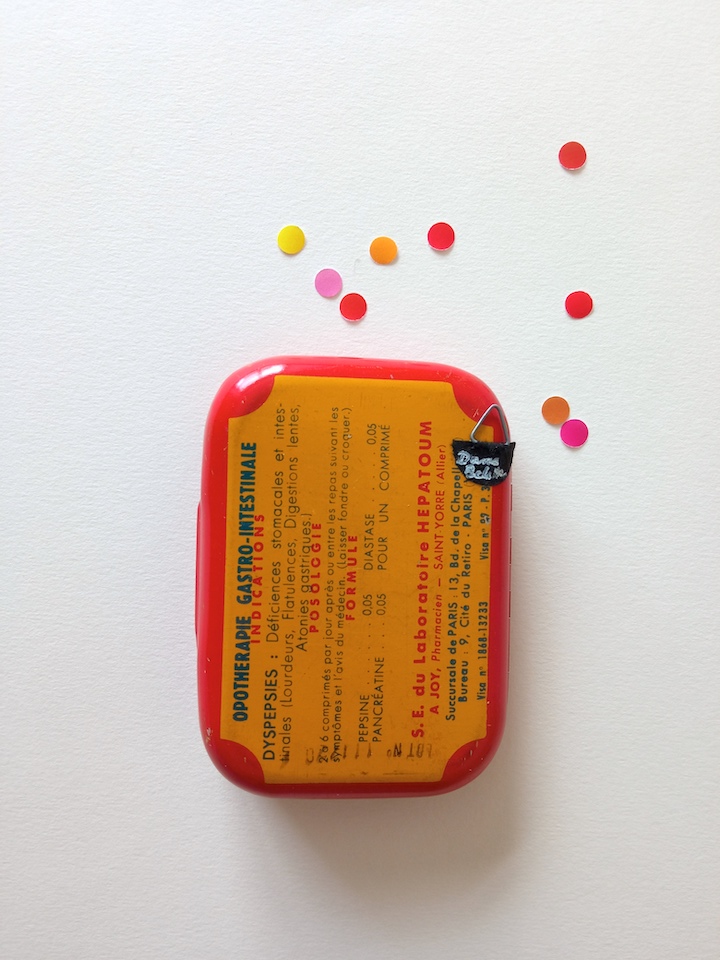 OPOTHERAPIE GASTRO-INTESTINALE
INDICATIONS
DYSPEPSIES : Déficiences stomacales et intes-
tinales (Lourdeurs, Flatulences, Digestions lentes,
Atonies gastriques.)
POSOLOGIE
2 à 6 comprimés par jour après ou entre les repas suivant les
symptômes et l'avis du médecin. (Laisser fondre ou croquer.)
FORMULE
PEPSINE . . . . . 0,05 DIASTASE . . . . . . 0,05
PANCRÉATINE . . . . 0,05 POUR UN COMPRIMÉ
S. E. du Laboratoire HEPATOUM
A JOY, Pharmacien — SAINT-YORRE (Allier)
Succursale de PARIS : 13, Bd. de la Chapel
Bureau : 9, Cité du Retiro - PARIS
Visa n° 1868-13233 Visa n° P.
Dame